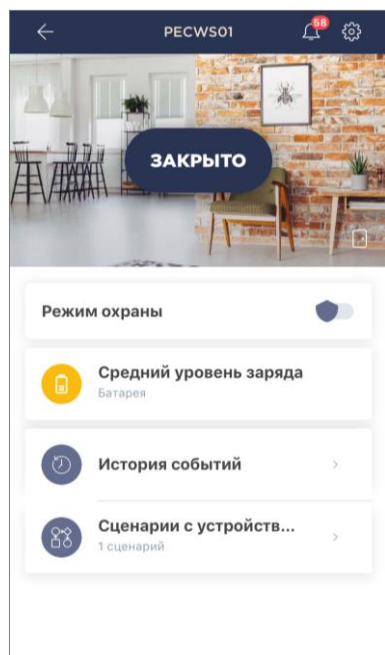 PECWS01
58
ЗАКРЫТО
Режим охраны
Средний уровень заряда
Батарея
История событий
Сценарии с устройств...
1 сценарий